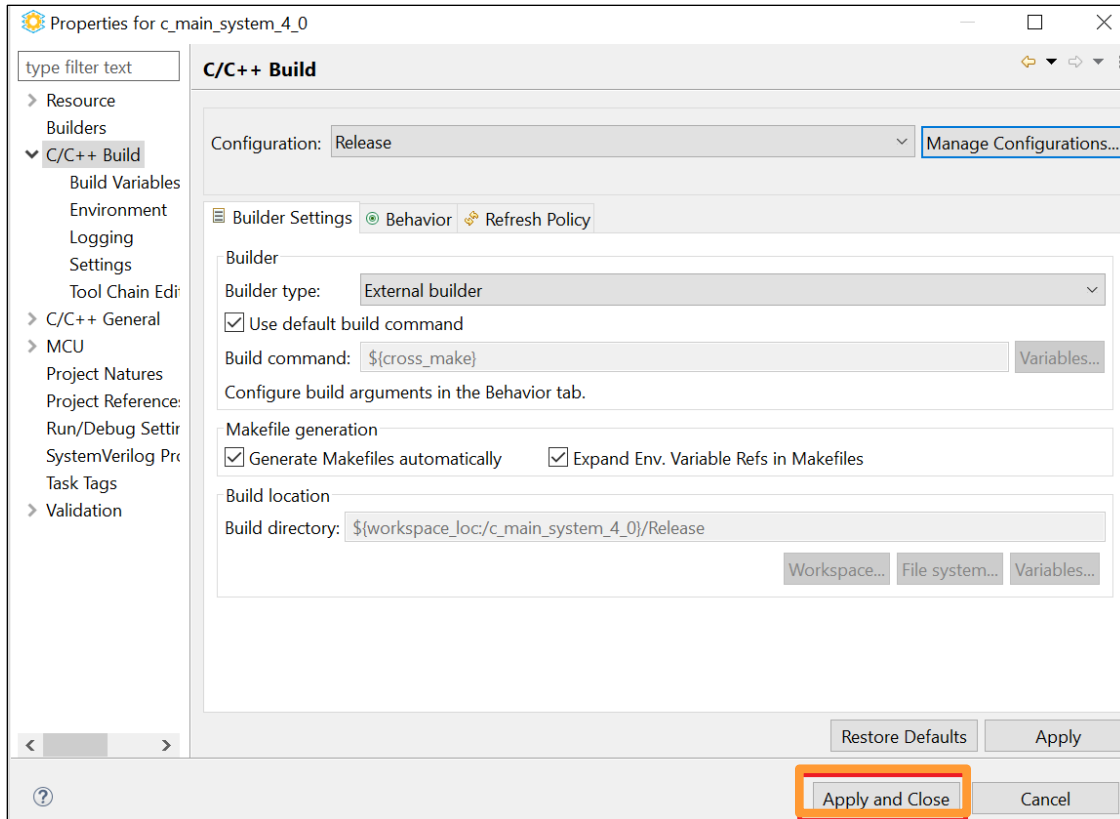 Properties for c_main_system_4_0
type filter text
Resource
Builders
C/C++ Build
Build Variables
Environment
Logging
Settings
Tool Chain Edi
C/C++ General
MCU
Project Natures
Project References
Run/Debug Settin
SystemVerilog Pro
Task Tags
Validation
C/C++ Build
Configuration: Release
Manage Configurations...
Builder Settings Behavior Refresh Policy
Builder
Builder type: External builder
Use default build command
Build command: ${cross_make} Variables...
Configure build arguments in the Behavior tab.
Makefile generation
Generate Makefiles automatically Expand Env. Variable Refs in Makefiles
Build location
Build directory: ${workspace_loc:/c_main_system_4_0}/Release
Workspace... File system... Variables...
Restore Defaults Apply
Apply and Close Cancel